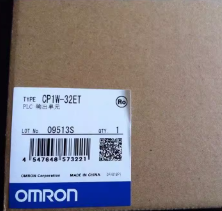 TYPE CP1W-32ET
PLC 输出单元
LOT No 09513S QTY 1
4 547648 573221
OMRON Corporation MADE IN CHINA
OMRON